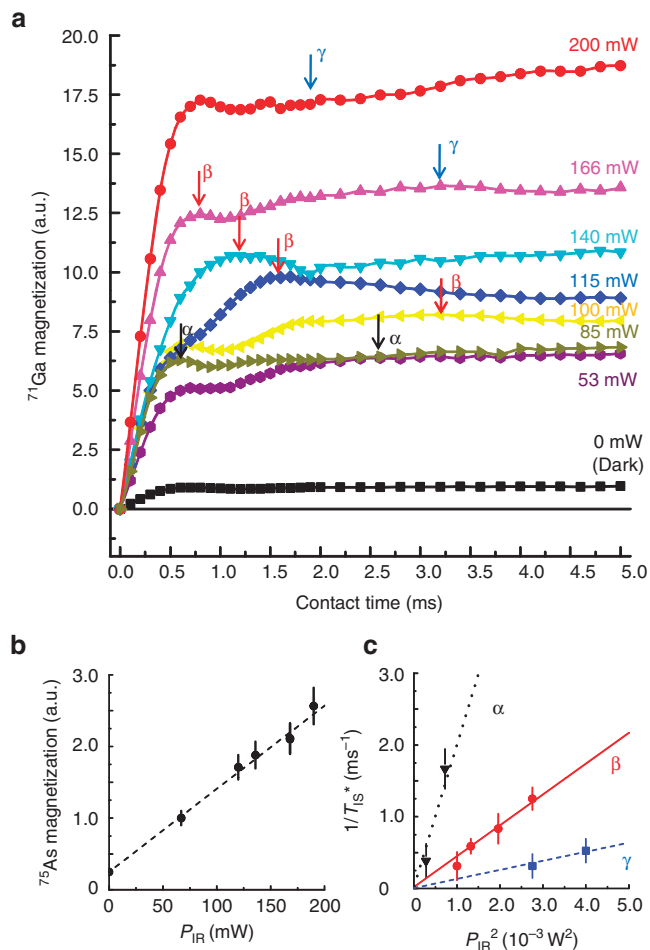 a
20.0
17.5
15.0
12.5
10.0
7.5
5.0
2.5
0.0
⁷¹Ga magnetization (a.u.)
γ
200 mW
β
γ
166 mW
β
β
140 mW
115 mW
β
100 mW
α
α
85 mW
53 mW
0 mW
(Dark)
0.0 0.5 1.0 1.5 2.0 2.5 3.0 3.5 4.0 4.5 5.0
Contact time (ms)
b
3.0
2.0
1.0
0
⁷⁵As magnetization (a.u.)
0 50 100 150 200
P_IR (mW)
c
3.0
2.0
1.0
0
1/T_IS* (ms⁻¹)
α
β
γ
0 1.0 2.0 3.0 4.0 5.0
P_IR² (10⁻³ W²)